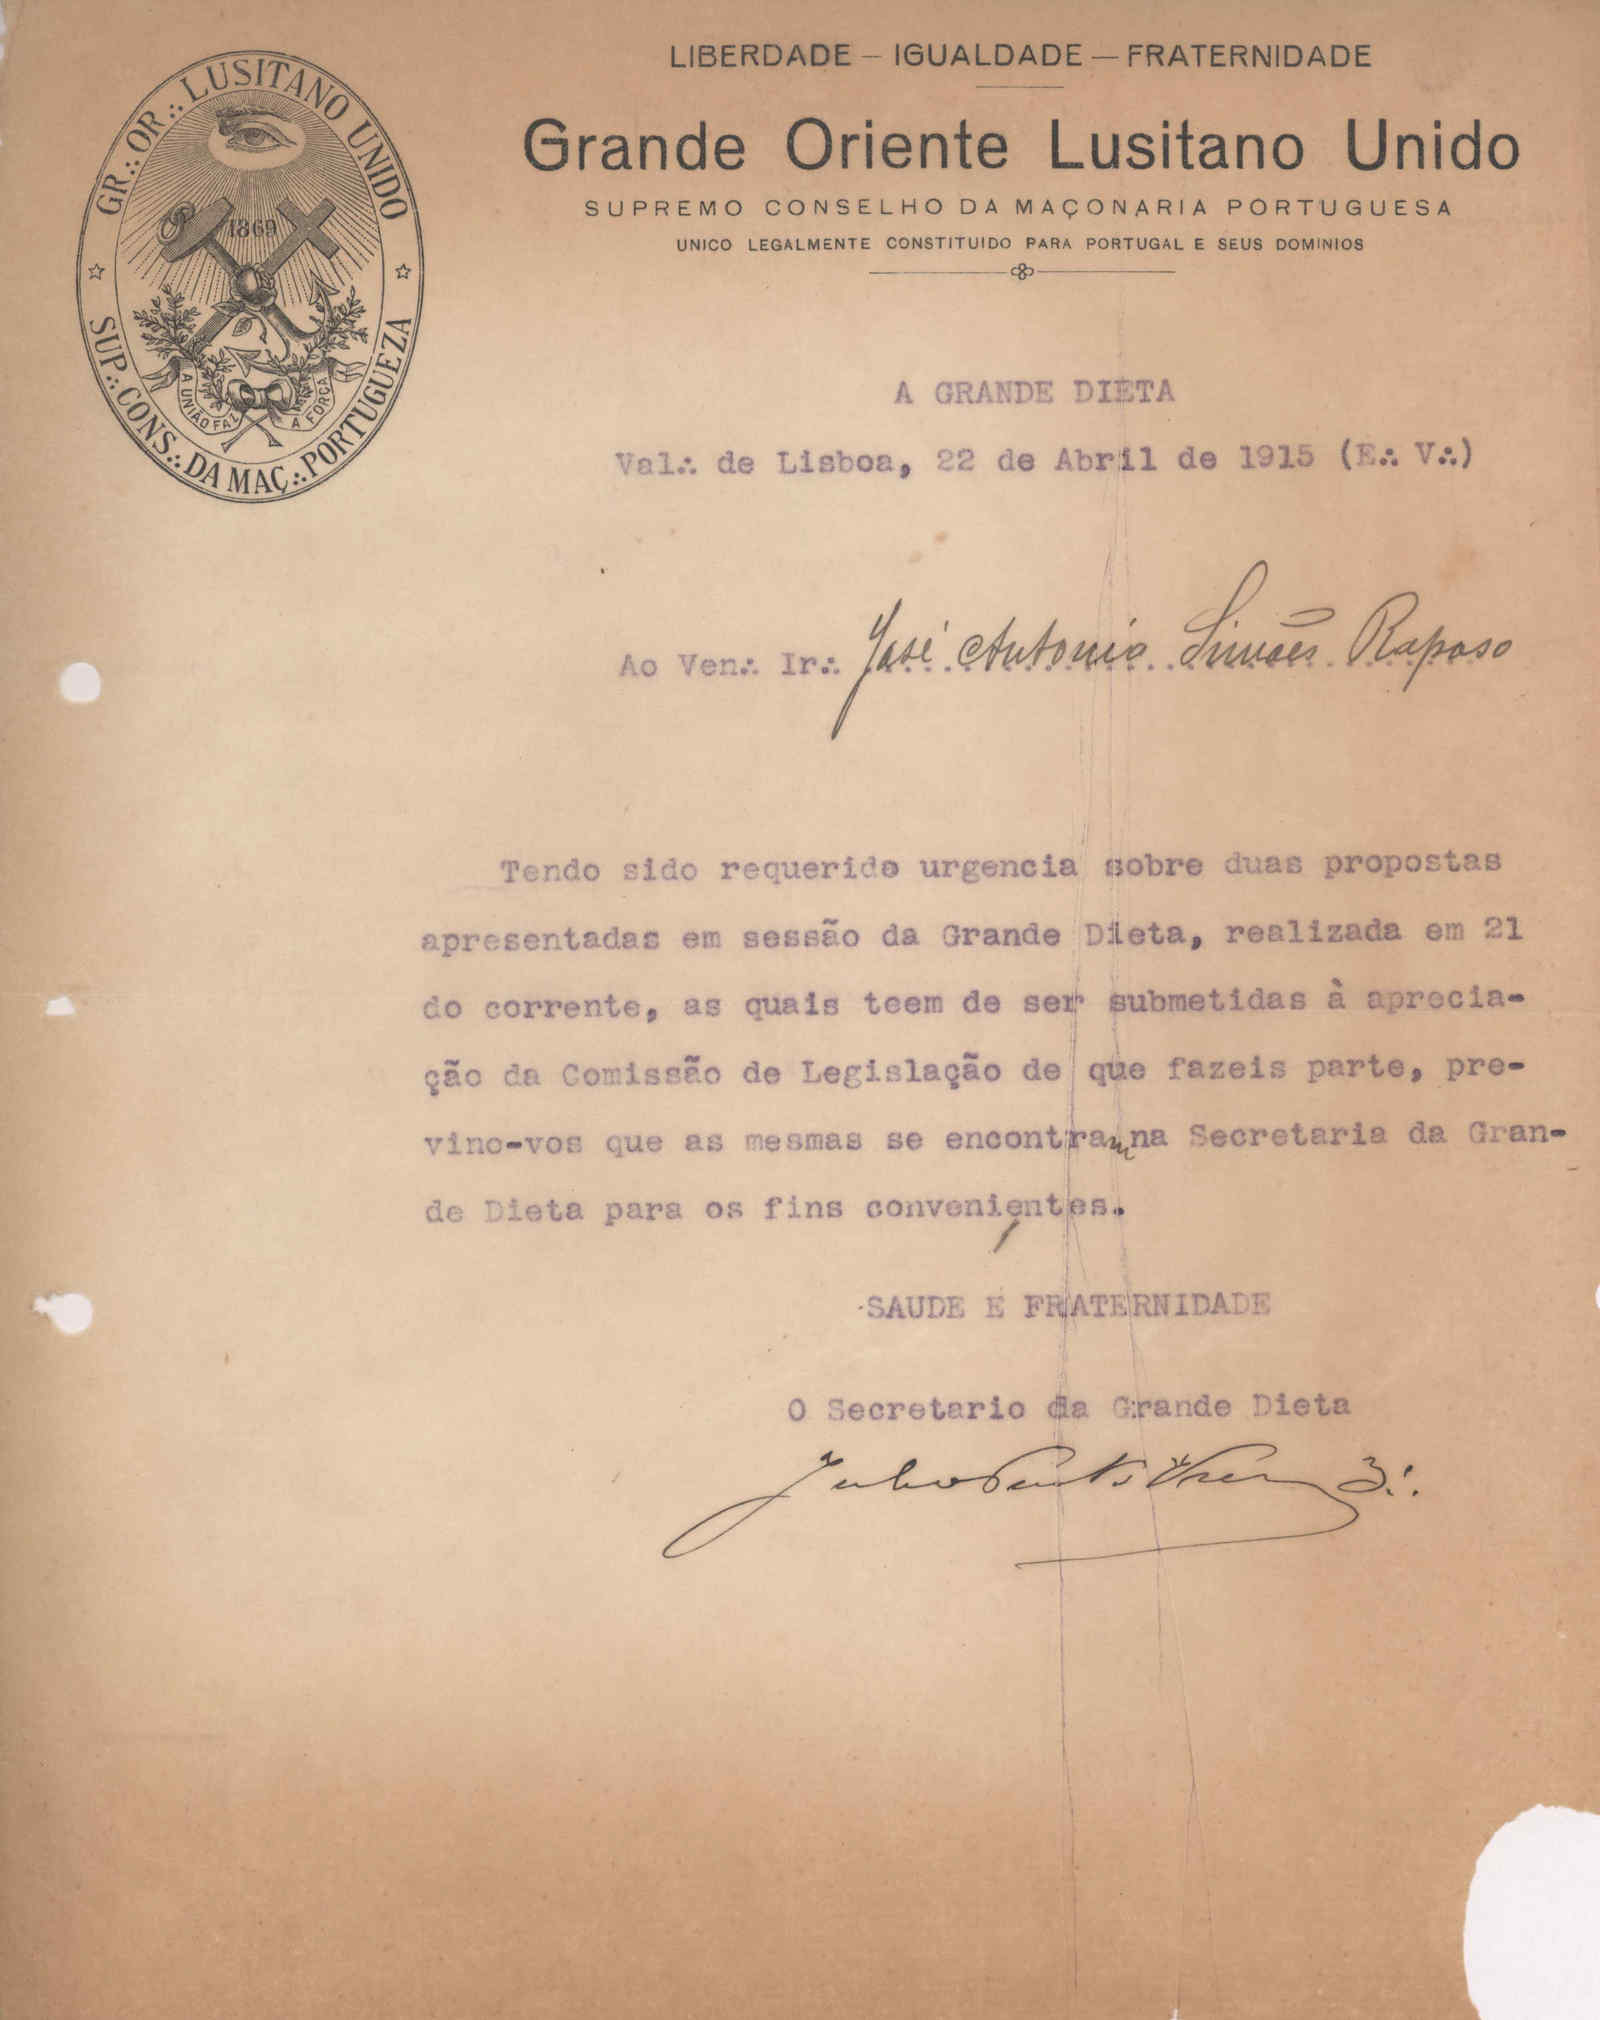 LIBERDADE — IGUALDADE — FRATERNIDADE
Grande Oriente Lusitano Unido
SUPREMO CONSELHO DA MAÇONARIA PORTUGUESA
UNICO LEGALMENTE CONSTITUIDO PARA PORTUGAL E SEUS DOMINIOS
GR∴ OR∴ LUSITANO UNIDO
SUP∴ CONS∴ DA MAÇ∴ PORTUGUEZA
1869
A UNIÃO FAZ A FORÇA
A GRANDE DIETA
Val∴ de Lisboa, 22 de Abril de 1915 (E∴ V∴)
Ao Ven∴ Ir∴ José Antonio Simões Raposo
Tendo sido requerido urgencia sobre duas propostas
apresentadas em sessão da Grande Dieta, realizada em 21
do corrente, as quais teem de ser submetidas à aprecia-
ção da Comissão de Legislação de que fazeis parte, pre-
vino-vos que as mesmas se encontram na Secretaria da Gran-
de Dieta para os fins convenientes.
SAUDE E FRATERNIDADE
O Secretario da Grande Dieta